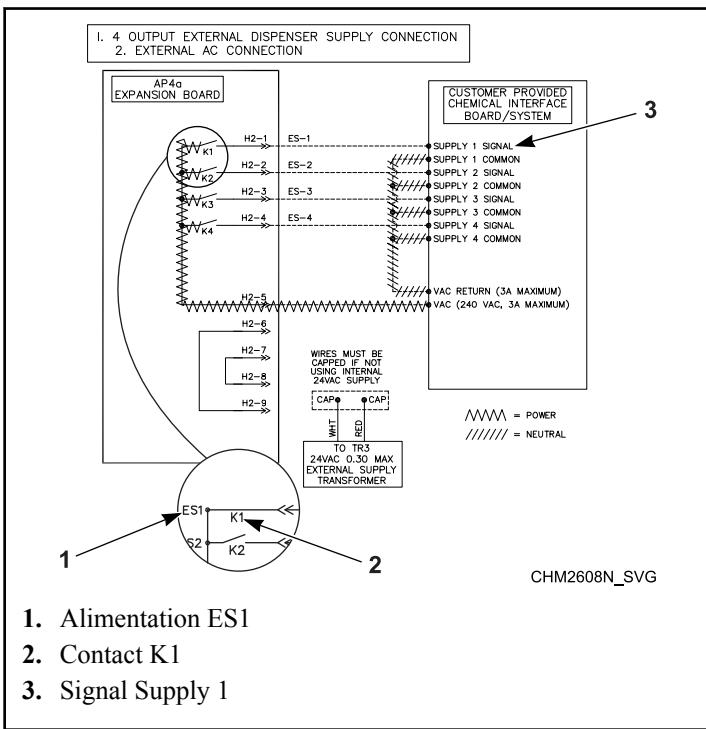 I. 4 OUTPUT EXTERNAL DISPENSER SUPPLY CONNECTION
2. EXTERNAL AC CONNECTION
AP4a
EXPANSION BOARD
CUSTOMER PROVIDED
CHEMICAL INTERFACE
BOARD/SYSTEM
3
K1 H2-1 ES-1 SUPPLY 1 SIGNAL
SUPPLY 1 COMMON
K2 H2-2 ES-2 SUPPLY 2 SIGNAL
SUPPLY 2 COMMON
K3 H2-3 ES-3 SUPPLY 3 SIGNAL
SUPPLY 3 COMMON
K4 H2-4 ES-4 SUPPLY 4 SIGNAL
SUPPLY 4 COMMON
VAC RETURN (3A MAXIMUM)
H2-5 VAC (240 VAC, 3A MAXIMUM)
H2-6
H2-7
H2-8
H2-9
WIRES MUST BE
CAPPED IF NOT
USING INTERNAL
24VAC SUPPLY
CAP CAP
WHT RED
TO TR3
24VAC 0.30 MAX
EXTERNAL SUPPLY
TRANSFORMER
= POWER
= NEUTRAL
ES1 K1
S2 K2
1
2
CHM2608N_SVG
1. Alimentation ES1
2. Contact K1
3. Signal Supply 1